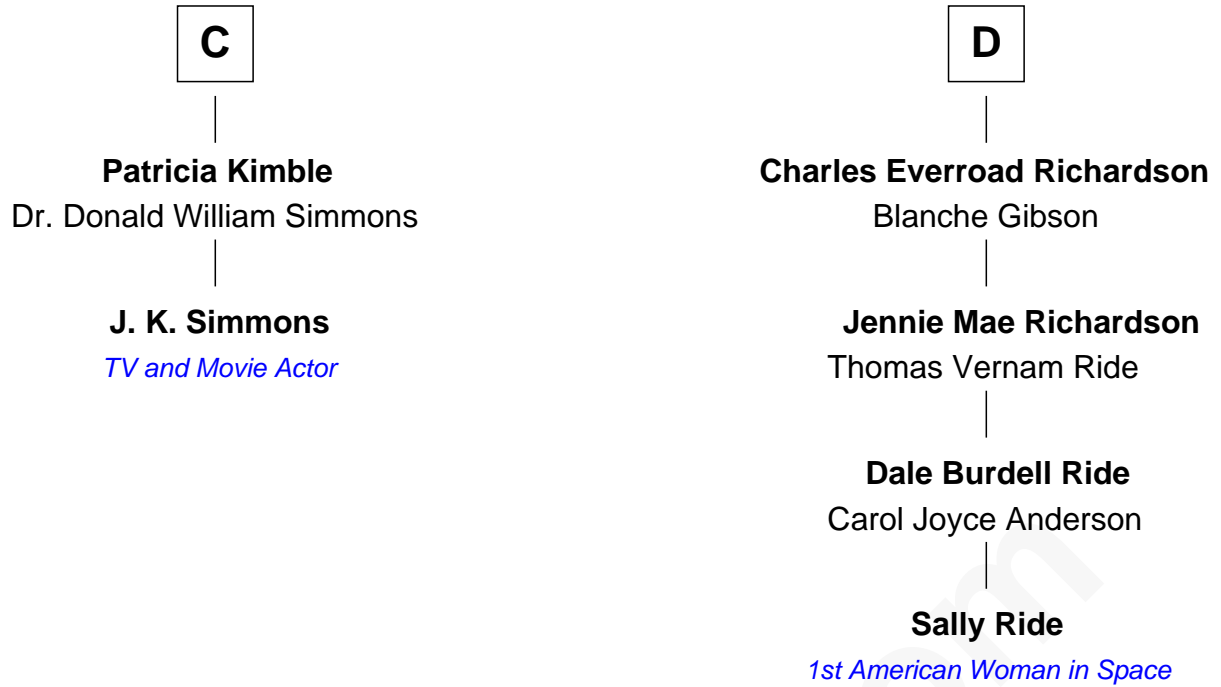 C
Patricia Kimble
Dr. Donald William Simmons
J. K. Simmons
TV and Movie Actor
D
Charles Everroad Richardson
Blanche Gibson
Jennie Mae Richardson
Thomas Vernam Ride
Dale Burdell Ride
Carol Joyce Anderson
Sally Ride
1st American Woman in Space